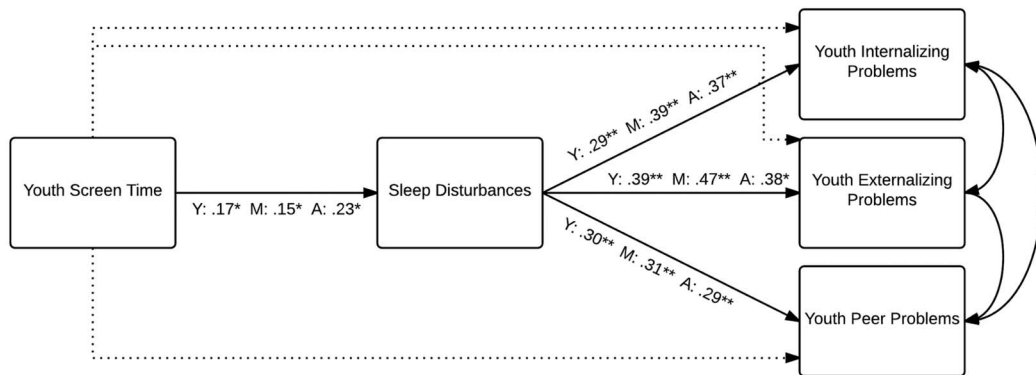 Youth Internalizing
Problems
Y: .29** M: .39** A: .37**
Youth Screen Time
Y: .17* M: .15* A: .23*
Sleep Disturbances
Y: .39** M: .47** A: .38*
Youth Externalizing
Problems
Y: .30** M: .31** A: .29**
Youth Peer Problems